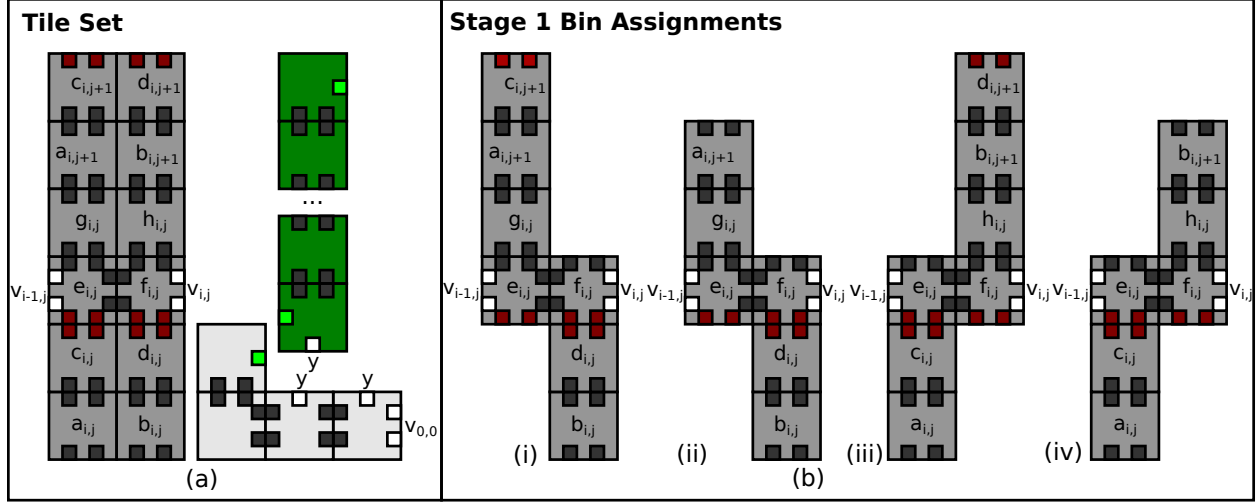 Tile Set
c_{i,j+1} d_{i,j+1}
a_{i,j+1} b_{i,j+1}
g_{i,j} h_{i,j}
v_{i-1,j} e_{i,j} f_{i,j} v_{i,j}
c_{i,j} d_{i,j}
a_{i,j} b_{i,j}
...
y
y y
v_{0,0}
(a)
Stage 1 Bin Assignments
c_{i,j+1}
a_{i,j+1}
g_{i,j}
v_{i-1,j} e_{i,j} f_{i,j} v_{i,j}
d_{i,j}
b_{i,j}
(i)
a_{i,j+1}
g_{i,j}
v_{i-1,j} e_{i,j} f_{i,j} v_{i,j}
d_{i,j}
b_{i,j}
(ii)
d_{i,j+1}
b_{i,j+1}
h_{i,j}
v_{i-1,j} e_{i,j} f_{i,j} v_{i,j}
c_{i,j}
a_{i,j}
(iii)
b_{i,j+1}
h_{i,j}
v_{i-1,j} e_{i,j} f_{i,j} v_{i,j}
c_{i,j}
a_{i,j}
(iv)
(b)